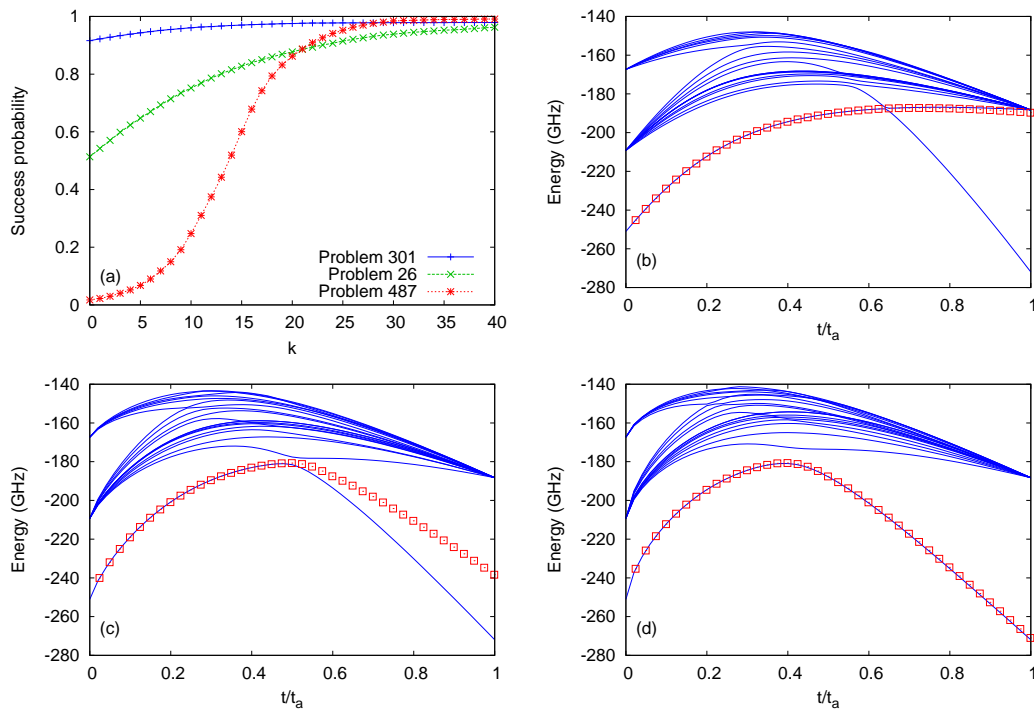 1
0.8
0.6
0.4
0.2
0
Success probability
(a)
Problem 301
Problem 26
Problem 487
0 5 10 15 20 25 30 35 40
k
-140
-160
-180
-200
-220
-240
-260
-280
Energy (GHz)
(b)
0 0.2 0.4 0.6 0.8 1
t/ta
-140
-160
-180
-200
-220
-240
-260
-280
Energy (GHz)
(c)
0 0.2 0.4 0.6 0.8 1
t/ta
-140
-160
-180
-200
-220
-240
-260
-280
Energy (GHz)
(d)
0 0.2 0.4 0.6 0.8 1
t/ta